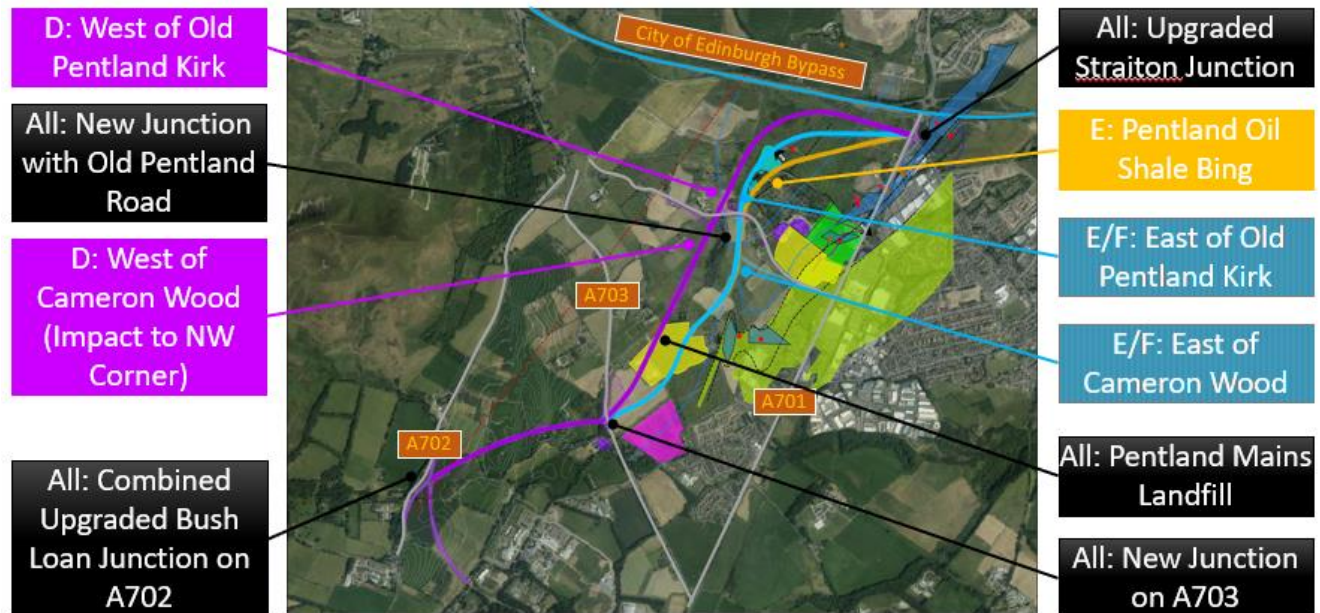 D: West of Old
Pentland Kirk
All: New Junction
with Old Pentland
Road
D: West of
Cameron Wood
(Impact to NW
Corner)
All: Combined
Upgraded Bush
Loan Junction on
A702
City of Edinburgh Bypass
A703
A701
A702
All: Upgraded
Straiton Junction
E: Pentland Oil
Shale Bing
E/F: East of Old
Pentland Kirk
E/F: East of
Cameron Wood
All: Pentland Mains
Landfill
All: New Junction
on A703